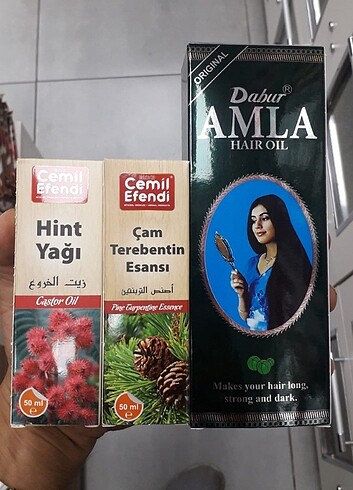 Cemil
Efendi
Hint
Yağı
زيت الخروع
Castor Oil
50 ml
e
Cemil
Efendi
Çam
Terebentin
Esansı
أصنص التربنتين
Pine Turpentine Essence
50 ml
e
ORIGINAL
Dabur®
AMLA
HAIR OIL
Makes your hair long,
strong and dark.